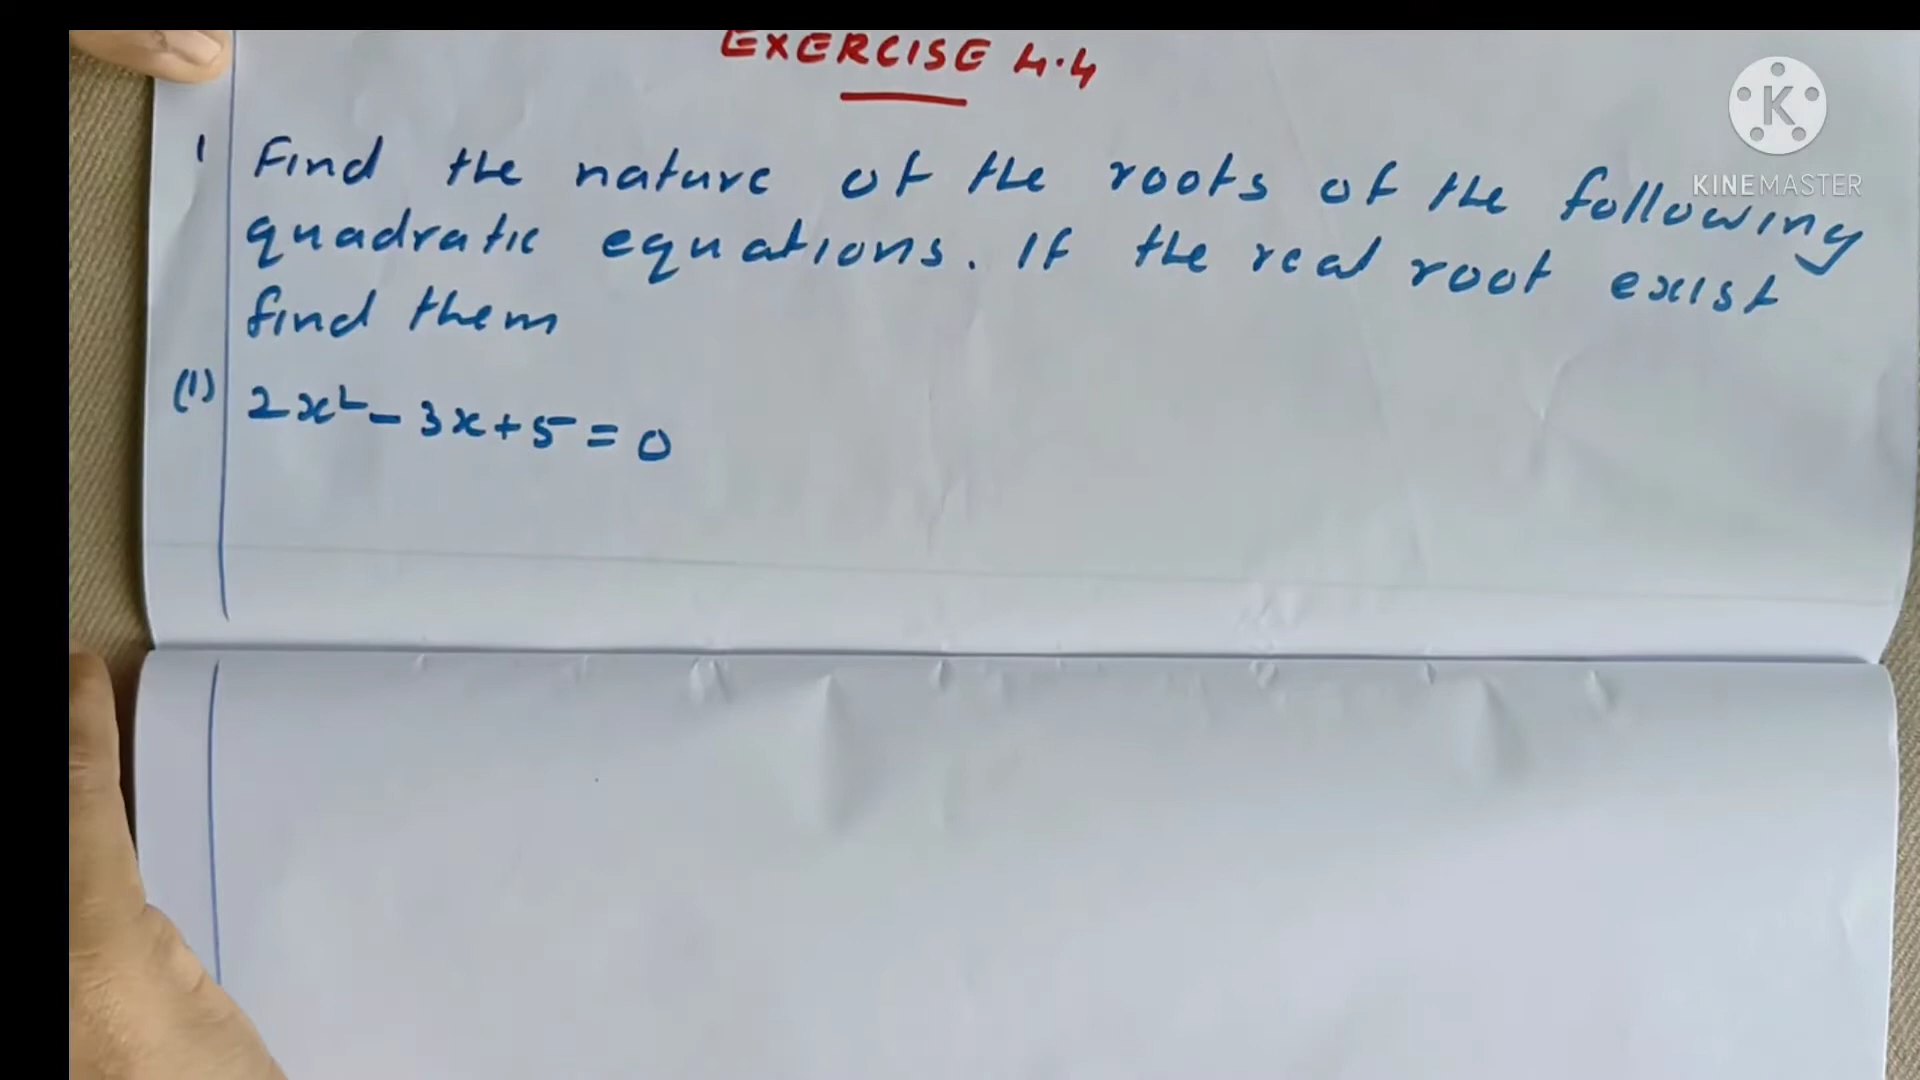 EXERCISE 4.4
1 Find the nature of the roots of the following
quadratic equations. If the real root exist
find them
(1) 2x² - 3x + 5 = 0
K
KINEMASTER